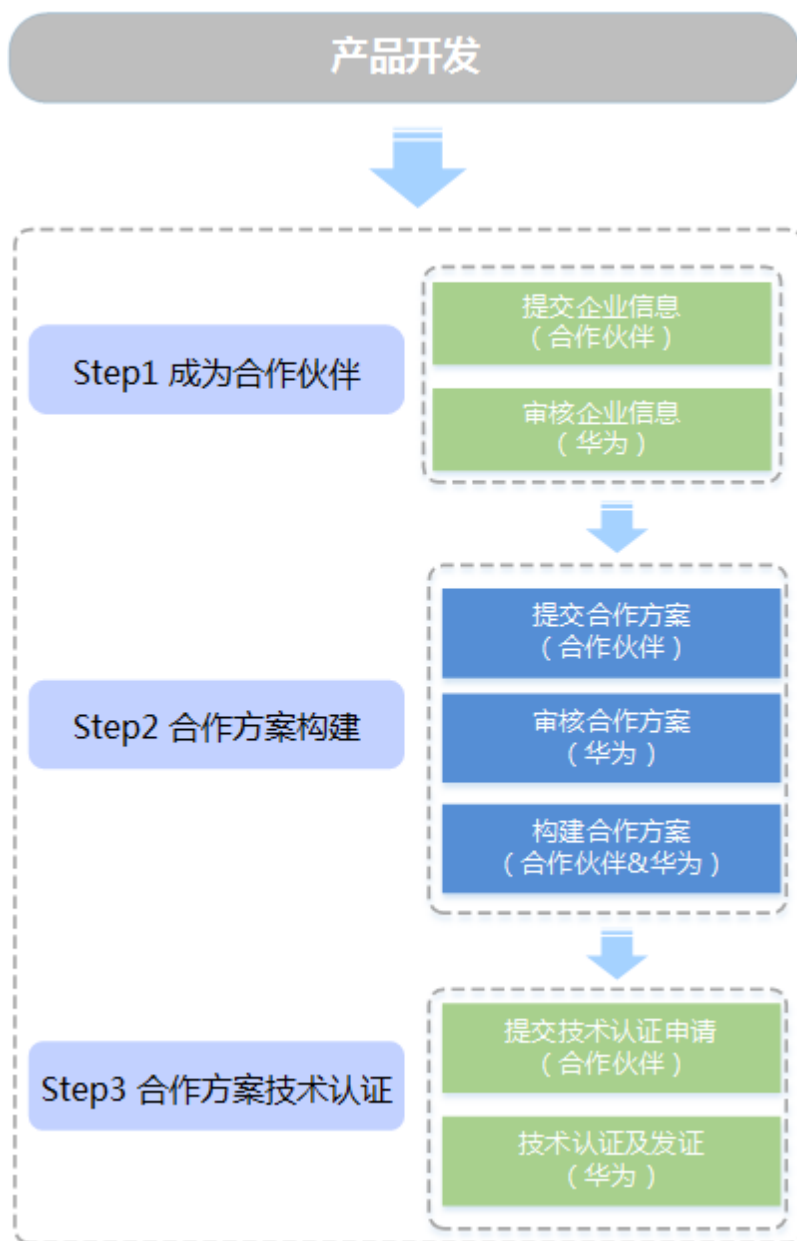 产品开发
Step1 成为合作伙伴
提交企业信息
（合作伙伴）
审核企业信息
（华为）
Step2 合作方案构建
提交合作方案
（合作伙伴）
审核合作方案
（华为）
构建合作方案
（合作伙伴&华为）
Step3 合作方案技术认证
提交技术认证申请
（合作伙伴）
技术认证及发证
（华为）